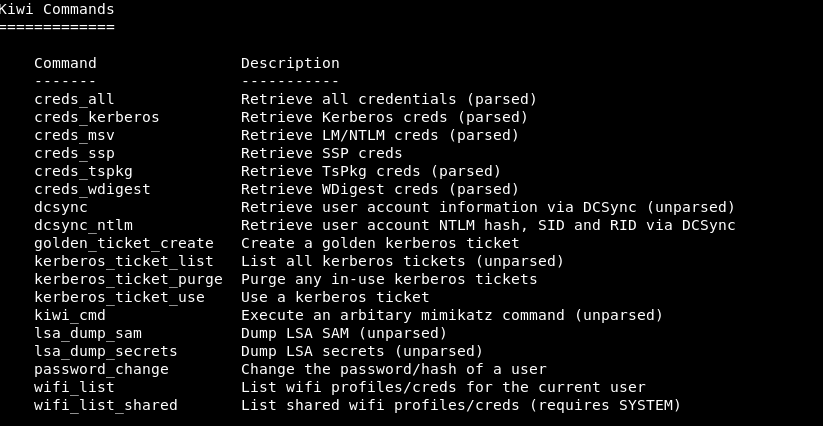 Kiwi Commands
=============
Command Description
------- -----------
creds_all Retrieve all credentials (parsed)
creds_kerberos Retrieve Kerberos creds (parsed)
creds_msv Retrieve LM/NTLM creds (parsed)
creds_ssp Retrieve SSP creds
creds_tspkg Retrieve TsPkg creds (parsed)
creds_wdigest Retrieve WDigest creds (parsed)
dcsync Retrieve user account information via DCSync (unparsed)
dcsync_ntlm Retrieve user account NTLM hash, SID and RID via DCSync
golden_ticket_create Create a golden kerberos ticket
kerberos_ticket_list List all kerberos tickets (unparsed)
kerberos_ticket_purge Purge any in-use kerberos tickets
kerberos_ticket_use Use a kerberos ticket
kiwi_cmd Execute an arbitary mimikatz command (unparsed)
lsa_dump_sam Dump LSA SAM (unparsed)
lsa_dump_secrets Dump LSA secrets (unparsed)
password_change Change the password/hash of a user
wifi_list List wifi profiles/creds for the current user
wifi_list_shared List shared wifi profiles/creds (requires SYSTEM)